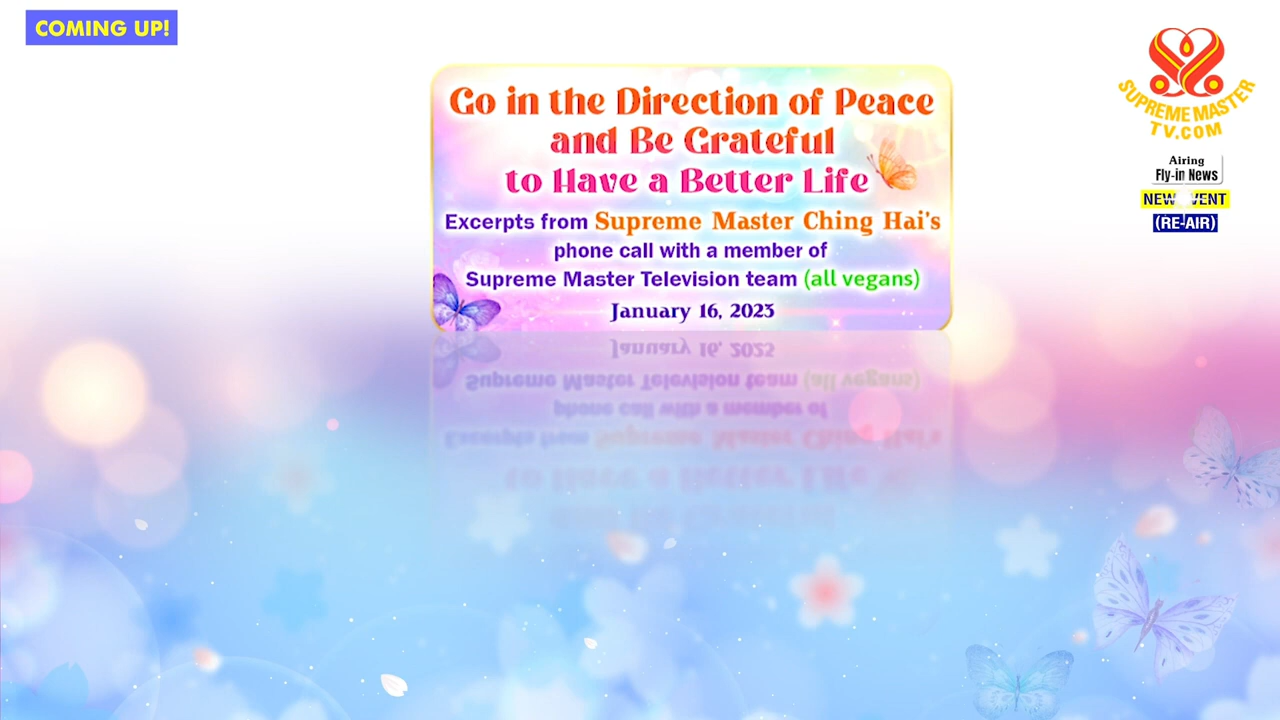 COMING UP!
Go in the Direction of Peace
and Be Grateful
to Have a Better Life
Excerpts from Supreme Master Ching Hai's
phone call with a member of
Supreme Master Television team (all vegans)
January 16, 2023
SUPREME MASTER
TV.COM
Airing
Fly-in News
NEW
(RE-AIR)